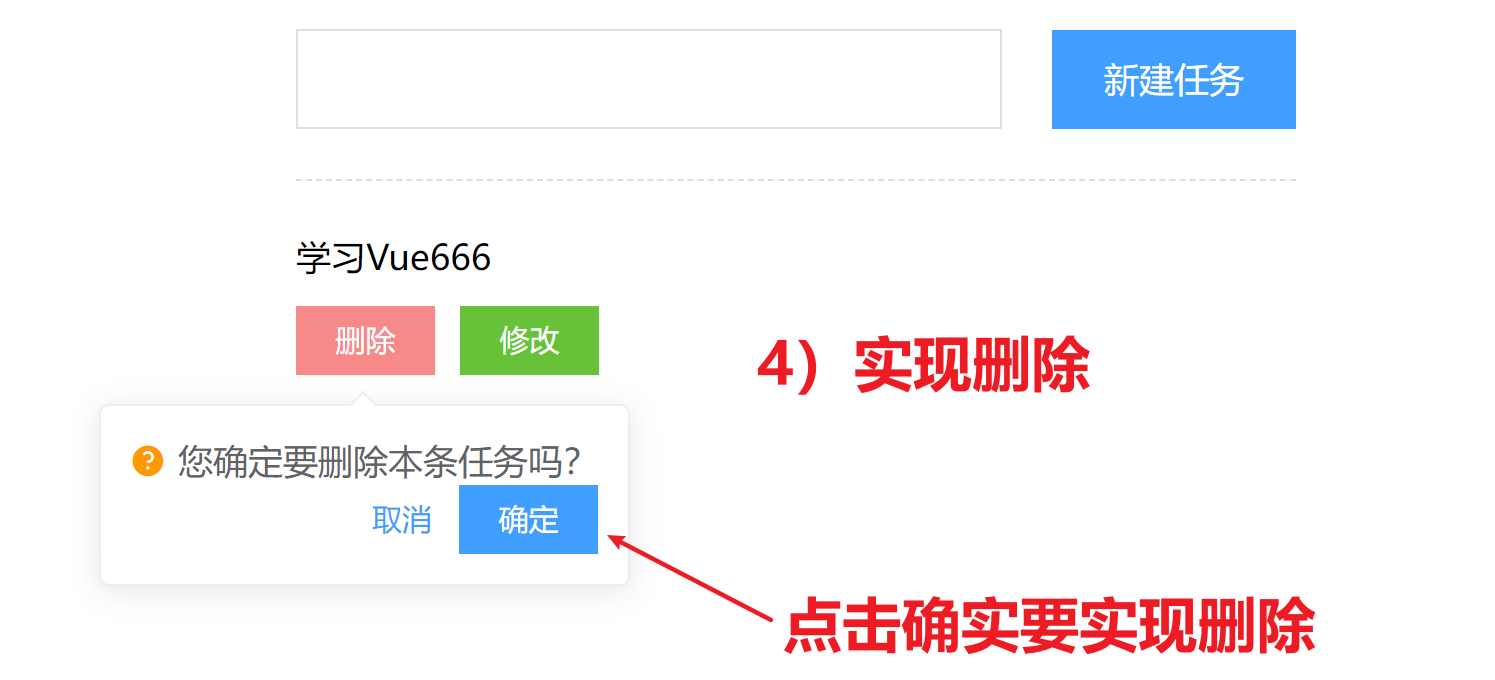 新建任务
学习Vue666
删除 修改
4）实现删除
您确定要删除本条任务吗？
取消 确定
点击确实要实现删除